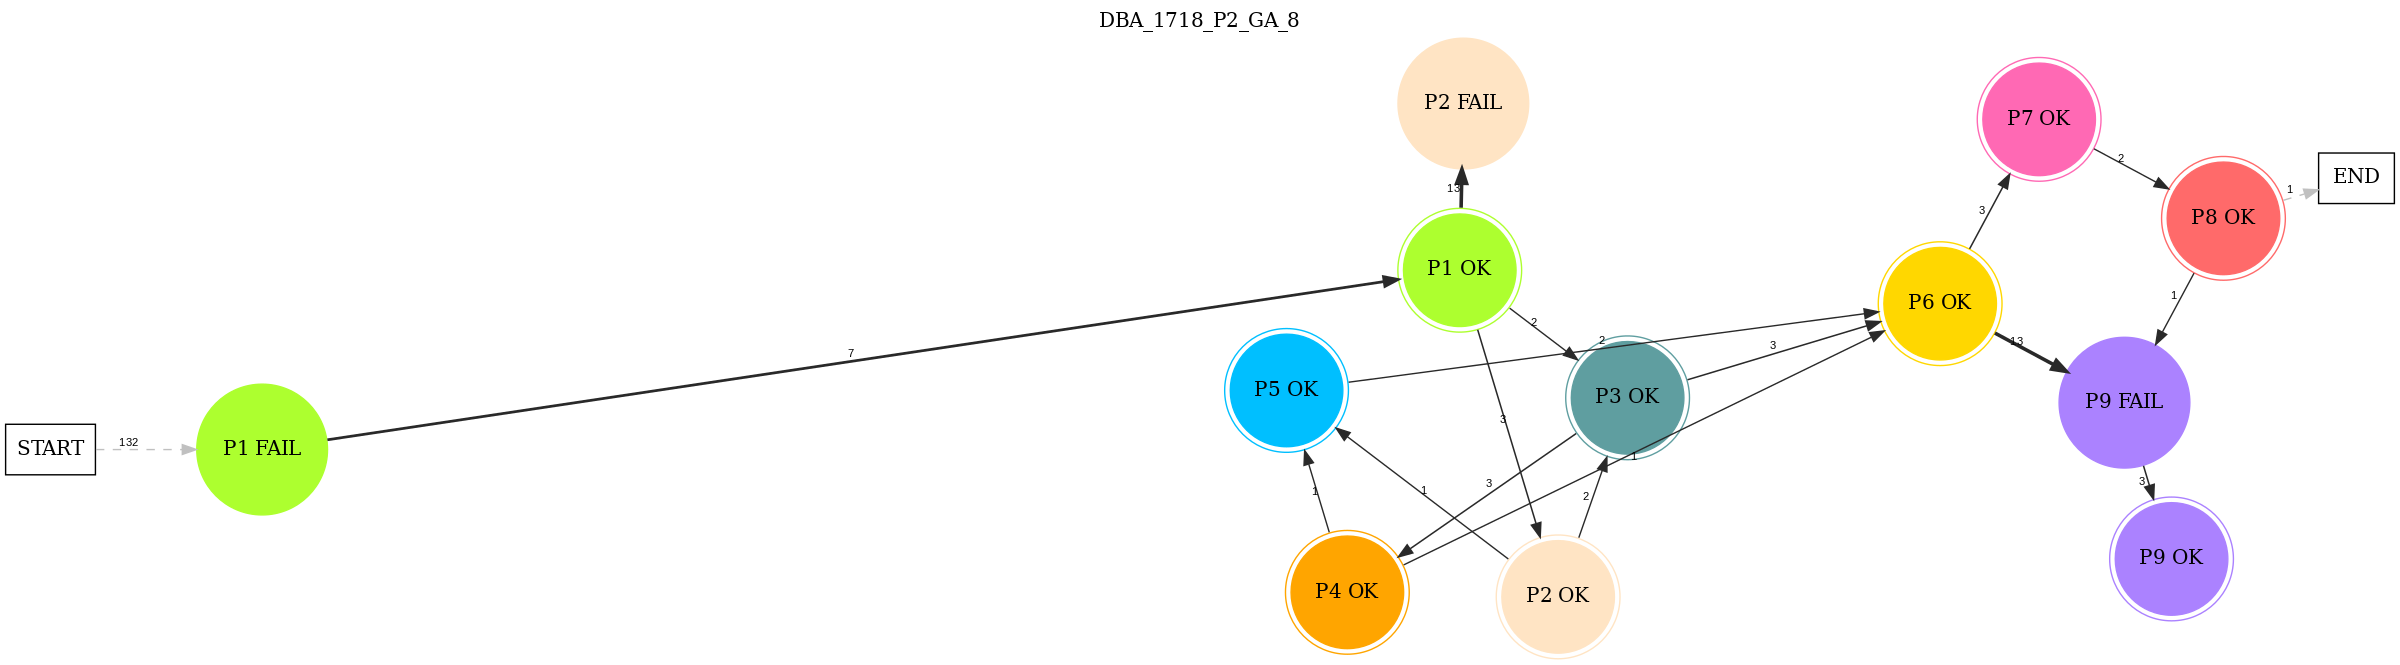 DBA_1718_P2_GA_8
P2 FAIL
P7 OK
2
END
1
13
P8 OK
3
P1 OK
1
P6 OK
2
2
3
13
7
P5 OK
P3 OK
P9 FAIL
3
132
START
P1 FAIL
1
3
1
1
2
3
P9 OK
P4 OK
P2 OK